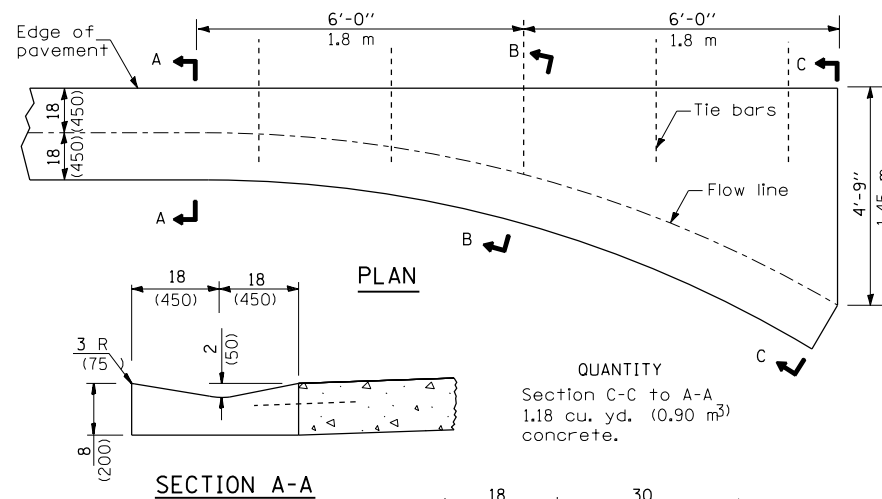 6'-0"
6'-0"
1.8 m
1.8 m
Edge of
pavement
A
B
C
18
(450)
18
(450)
Tie bars
Flow line
4'-9"
1.45 m
A
B
C
PLAN
18
18
(450)
(450)
3 R
(75 )
2
(50)
8
(200)
QUANTITY
Section C-C to A-A
1.18 cu. yd. (0.90 m³)
concrete.
SECTION A-A
18
30